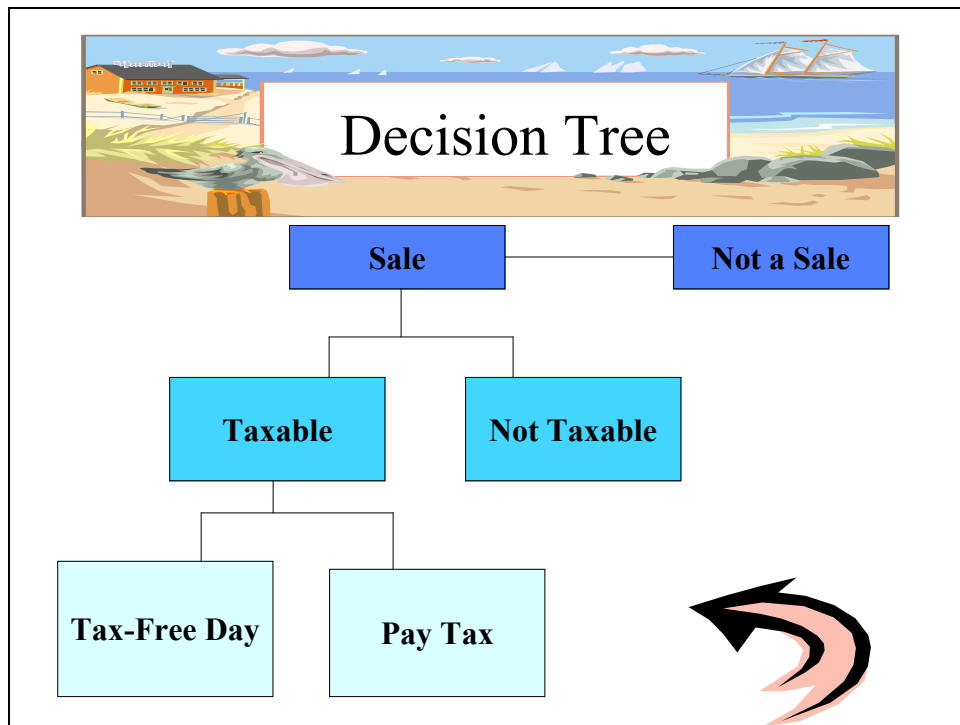 Decision Tree
Sale
Not a Sale
Taxable
Not Taxable
Tax-Free Day
Pay Tax